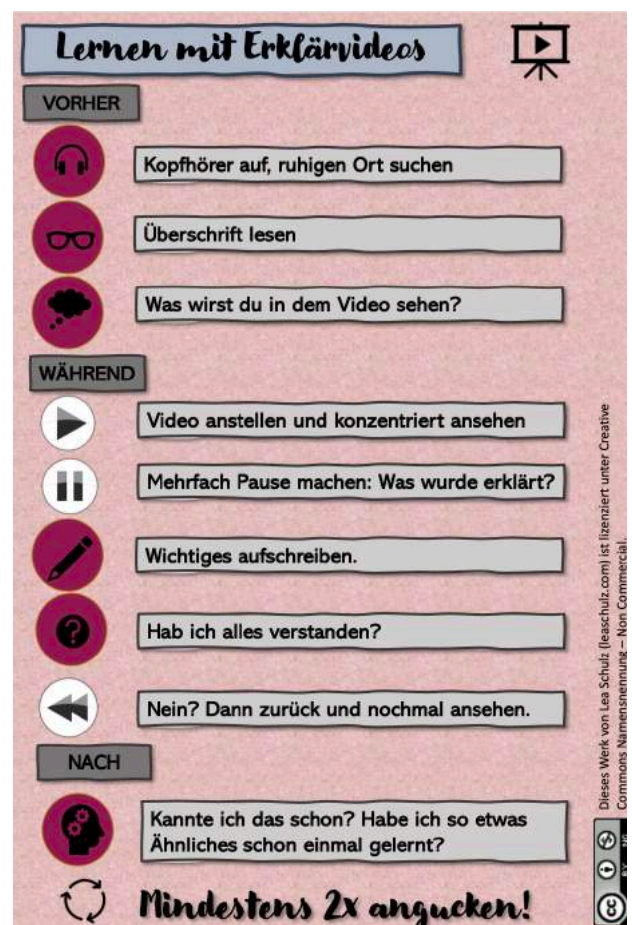 Lernen mit Erklärvideos
VORHER
Kopfhörer auf, ruhigen Ort suchen
Überschrift lesen
Was wirst du in dem Video sehen?
WÄHREND
Video anstellen und konzentriert ansehen
Mehrfach Pause machen: Was wurde erklärt?
Wichtiges aufschreiben.
?
Hab ich alles verstanden?
Nein? Dann zurück und nochmal ansehen.
NACH
Kannte ich das schon? Habe ich so etwas
Ähnliches schon einmal gelernt?
Mindestens 2x angucken!
Dieses Werk von Lea Schulz (leaschulz.com) ist lizenziert unter Creative
Commons Namensnennung – Non Commercial.
cc
BY NC